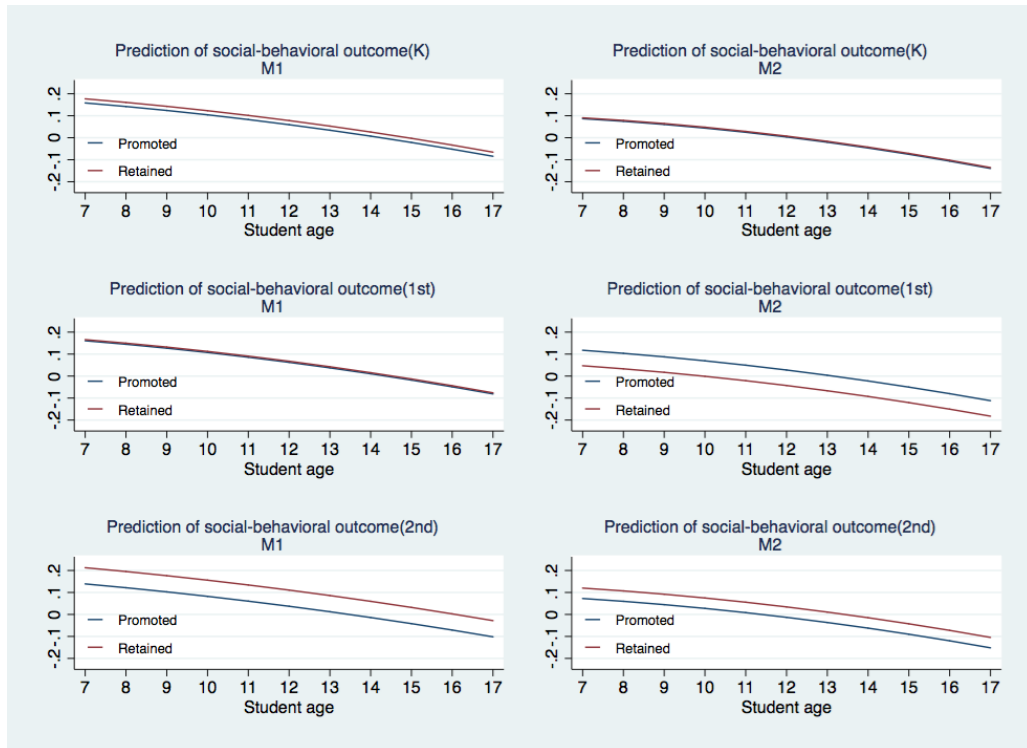 Prediction of social-behavioral outcome(K)
M1
.2
.1
0
-.1
-.2
Promoted
Retained
7 8 9 10 11 12 13 14 15 16 17
Student age
Prediction of social-behavioral outcome(K)
M2
.2
.1
0
-.1
-.2
Promoted
Retained
7 8 9 10 11 12 13 14 15 16 17
Student age
Prediction of social-behavioral outcome(1st)
M1
.2
.1
0
-.1
-.2
Promoted
Retained
7 8 9 10 11 12 13 14 15 16 17
Student age
Prediction of social-behavioral outcome(1st)
M2
.2
.1
0
-.1
-.2
Promoted
Retained
7 8 9 10 11 12 13 14 15 16 17
Student age
Prediction of social-behavioral outcome(2nd)
M1
.2
.1
0
-.1
-.2
Promoted
Retained
7 8 9 10 11 12 13 14 15 16 17
Student age
Prediction of social-behavioral outcome(2nd)
M2
.2
.1
0
-.1
-.2
Promoted
Retained
7 8 9 10 11 12 13 14 15 16 17
Student age